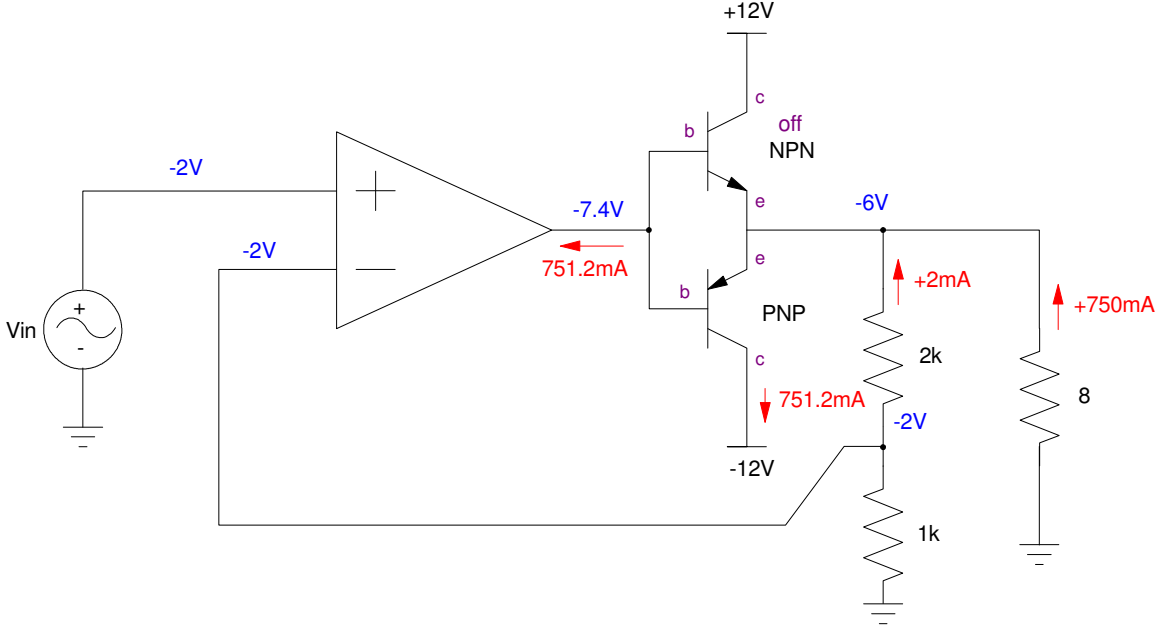 +12V
c
b
off
NPN
-2V
e
-7.4V
-6V
-2V
751.2mA
e
+2mA
b
+
Vin
-
PNP
+750mA
2k
c
751.2mA
8
-2V
-12V
1k